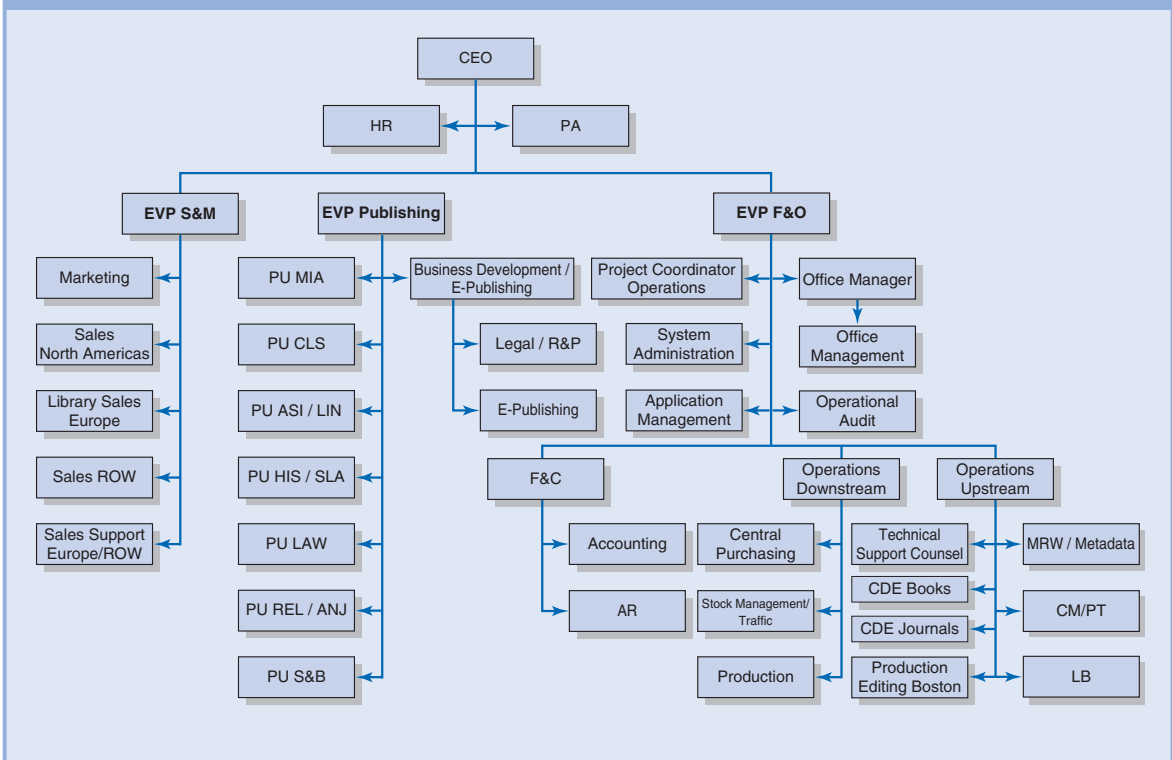 CEO
HR
PA
EVP S&M
EVP Publishing
EVP F&O
Marketing
Sales
North Americas
Library Sales
Europe
Sales ROW
Sales Support
Europe/ROW
PU MIA
PU CLS
PU ASI / LIN
PU HIS / SLA
PU LAW
PU REL / ANJ
PU S&B
Business Development /
E-Publishing
Legal / R&P
E-Publishing
Project Coordinator
Operations
Office Manager
System
Administration
Office
Management
Application
Management
Operational
Audit
F&C
Accounting
AR
Operations
Downstream
Central
Purchasing
Stock Management/
Traffic
Production
Operations
Upstream
Technical
Support Counsel
MRW / Metadata
CDE Books
CM/PT
CDE Journals
Production
Editing Boston
LB